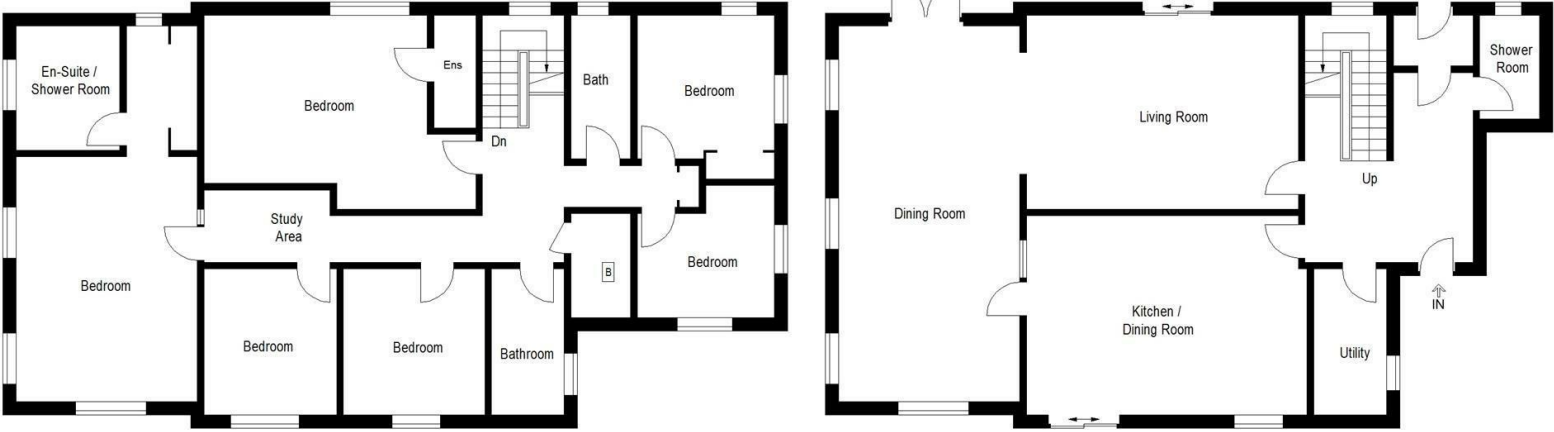 En-Suite /
Shower Room
Bedroom
Ens
Dn
Bath
Bedroom
Study
Area
Bedroom
Bedroom
Bedroom
Bathroom
B
Bedroom
Dining Room
Living Room
Up
Shower
Room
Kitchen /
Dining Room
Utility
IN